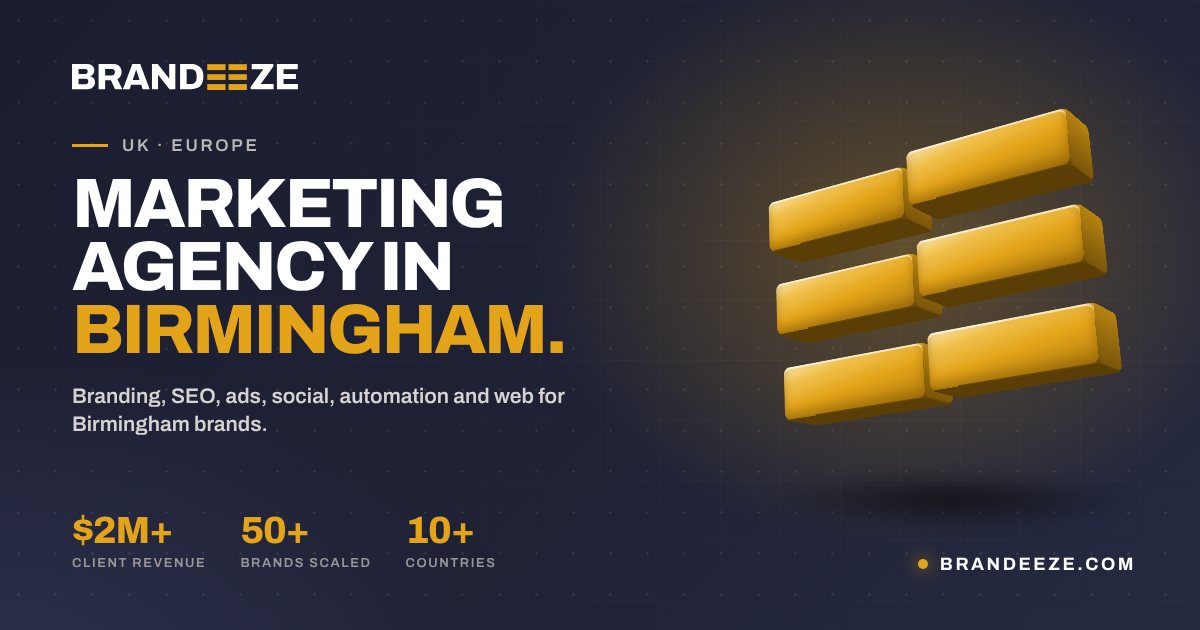 BRANDEEZE
UK · EUROPE
MARKETING
AGENCY IN
BIRMINGHAM.
Branding, SEO, ads, social, automation and web for
Birmingham brands.
$2M+ 50+ 10+
CLIENT REVENUE BRANDS SCALED COUNTRIES
BRANDEEZE.COM